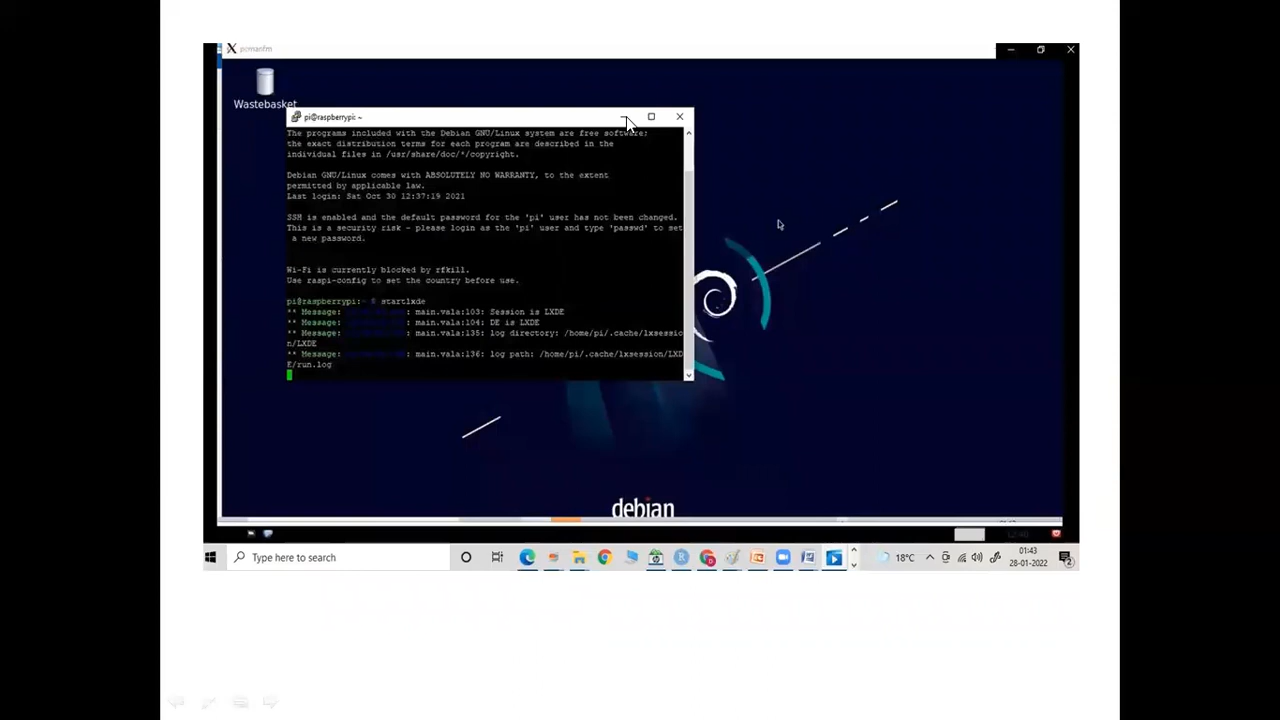 pcmanfm
Wastebasket
pi@raspberrypi: ~
The programs included with the Debian GNU/Linux system are free software;
the exact distribution terms for each program are described in the
individual files in /usr/share/doc/*/copyright.
Debian GNU/Linux comes with ABSOLUTELY NO WARRANTY, to the extent
permitted by applicable law.
Last login: Sat Oct 30 12:37:19 2021
SSH is enabled and the default password for the 'pi' user has not been changed.
This is a security risk - please login as the 'pi' user and type 'passwd' to set
a new password.
Wi-Fi is currently blocked by rfkill.
Use raspi-config to set the country before use.
pi@raspberrypi:~ $ startlxde
** Message: : main.vala:103: Session is LXDE
** Message: : main.vala:104: DE is LXDE
** Message: : main.vala:135: log directory: /home/pi/.cache/lxsessio
n/LXDE
** Message: : main.vala:136: log path: /home/pi/.cache/lxsession/LXD
E/run.log
debian
Type here to search
18°C
01:43
28-01-2022